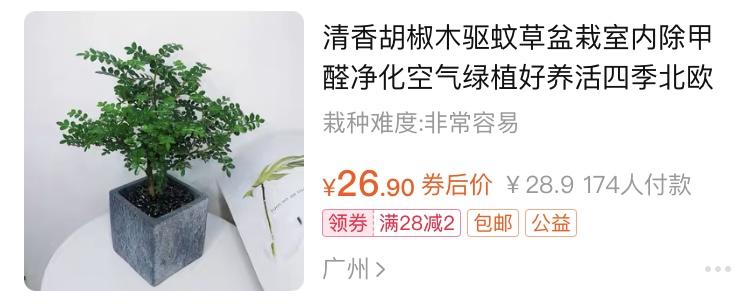 清香胡椒木驱蚊草盆栽室内除甲
醛净化空气绿植好养活四季北欧
栽种难度:非常容易
¥26.90 券后价 ¥28.9 174人付款
领券 满28减2 包邮 公益
广州